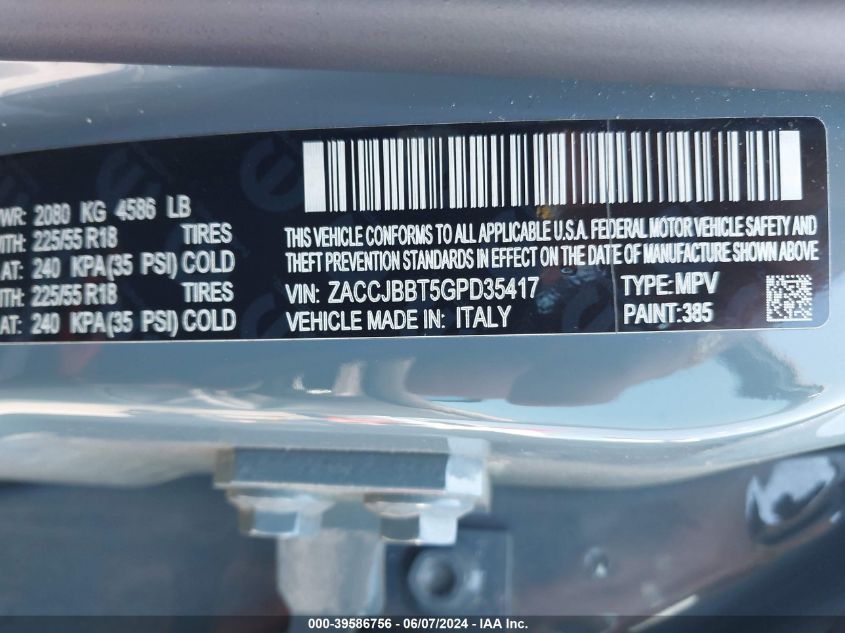 WR: 2080 KG 4586 LB
ITH: 225/55 R18 TIRES
AT: 240 KPA(35 PSI) COLD
ITH: 225/55 R18 TIRES
AT: 240 KPA(35 PSI) COLD
THIS VEHICLE CONFORMS TO ALL APPLICABLE U.S.A. FEDERAL MOTOR VEHICLE SAFETY AND
THEFT PREVENTION STANDARDS IN EFFECT ON THE DATE OF MANUFACTURE SHOWN ABOVE
VIN: ZACCJBBT5GPD35417 TYPE: MPV
VEHICLE MADE IN: ITALY PAINT:385
000-39586756 — 06/07/2024 — IAA Inc.